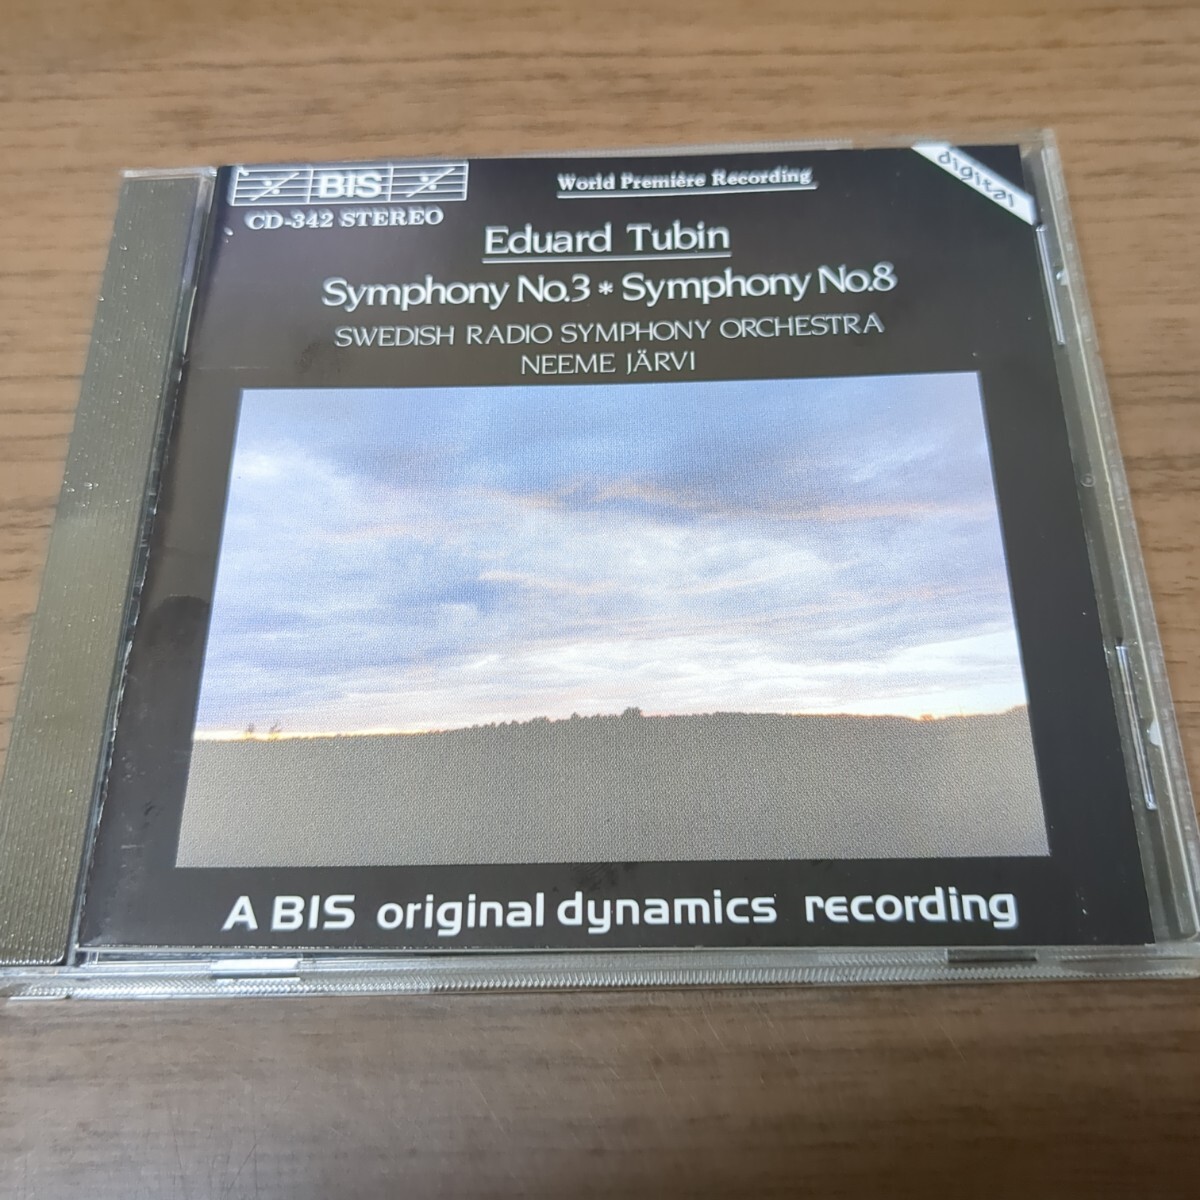 BIS
CD-342 STEREO
World Première Recording
digital
Eduard Tubin
Symphony No.3 * Symphony No.8
SWEDISH RADIO SYMPHONY ORCHESTRA
NEEME JÄRVI
A BIS original dynamics recording